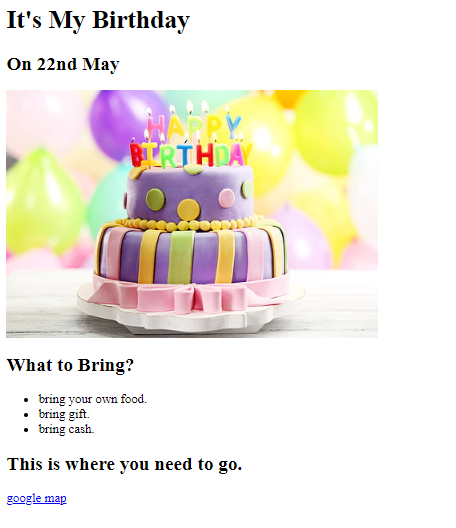 It's My Birthday
On 22nd May
HAPPY
BIRTHDAY
What to Bring?
bring your own food.
bring gift.
bring cash.
This is where you need to go.
google map